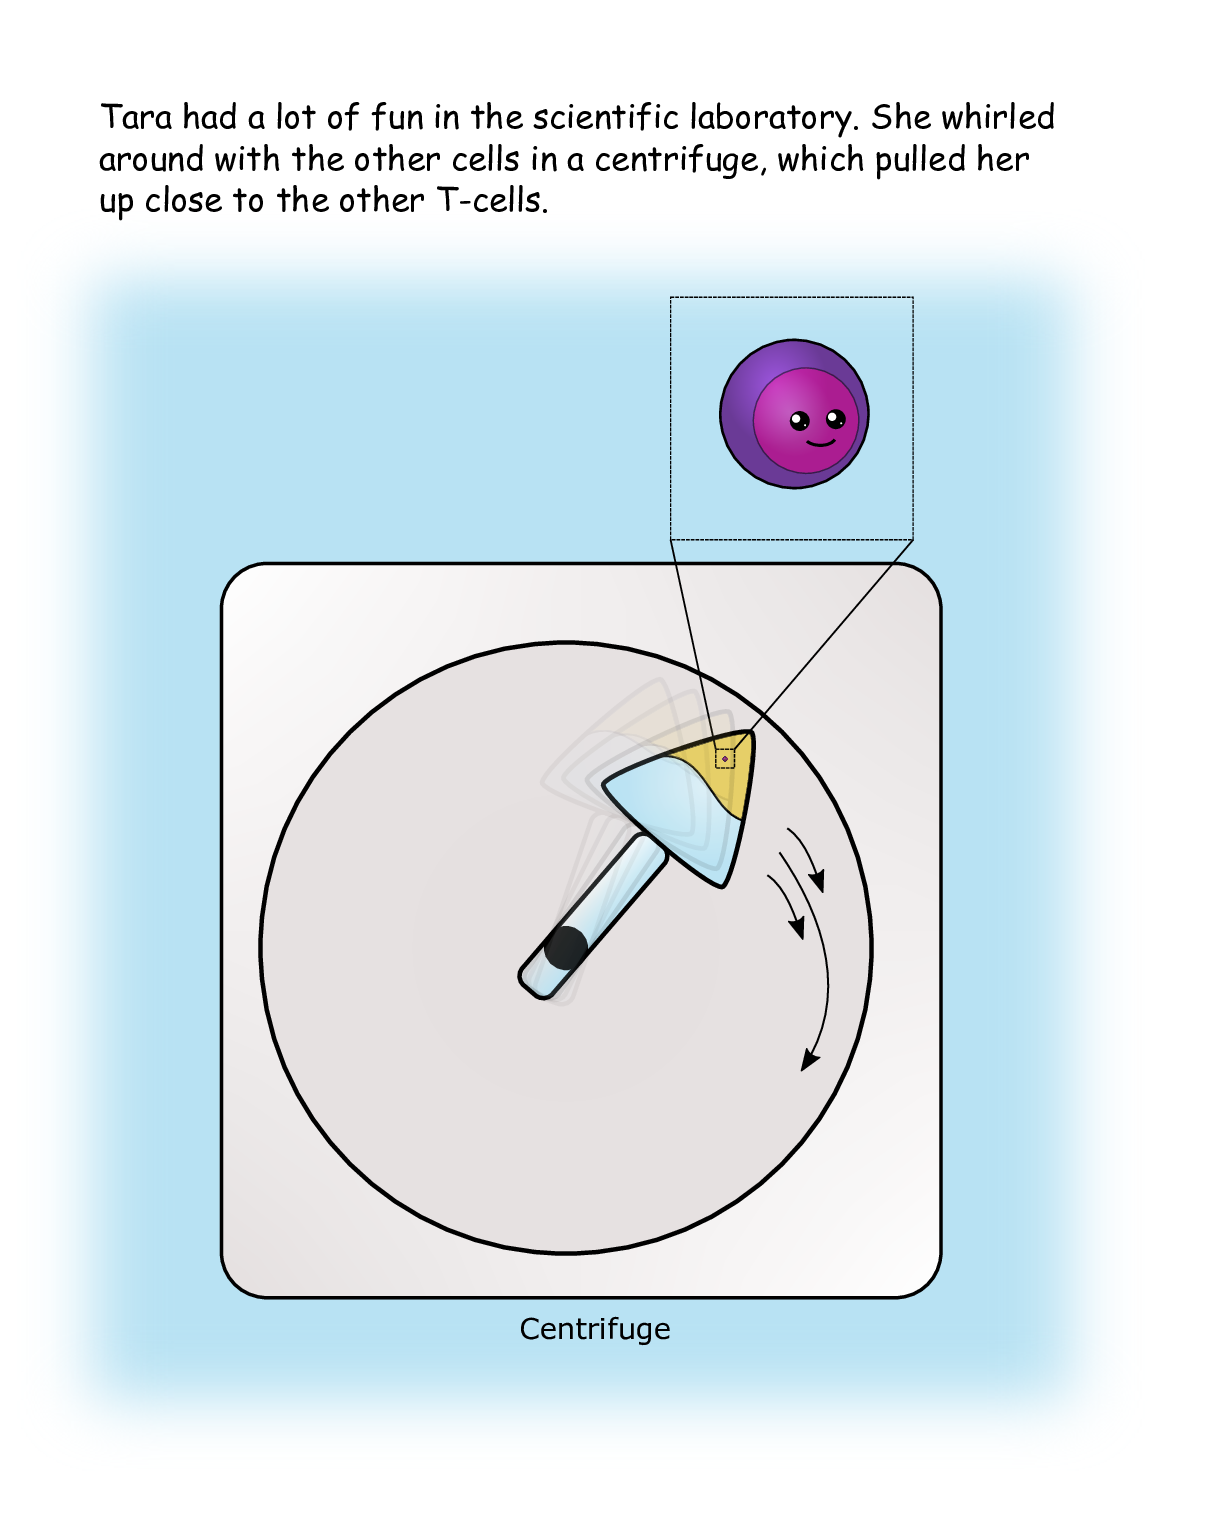 Tara had a lot of fun in the scientific laboratory. She whirled
around with the other cells in a centrifuge, which pulled her
up close to the other T-cells.
Centrifuge